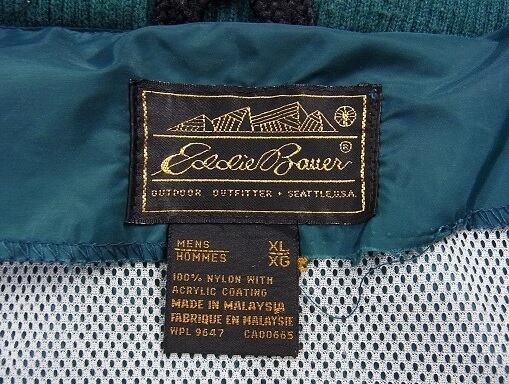 Eddie Bauer®
OUTDOOR OUTFITTER • SEATTLE, U.S.A.
MENS XL
HOMMES XG
100% NYLON WITH
ACRYLIC COATING
MADE IN MALAYSIA
FABRIQUE EN MALAYSIE
WPL 9647 CA00665